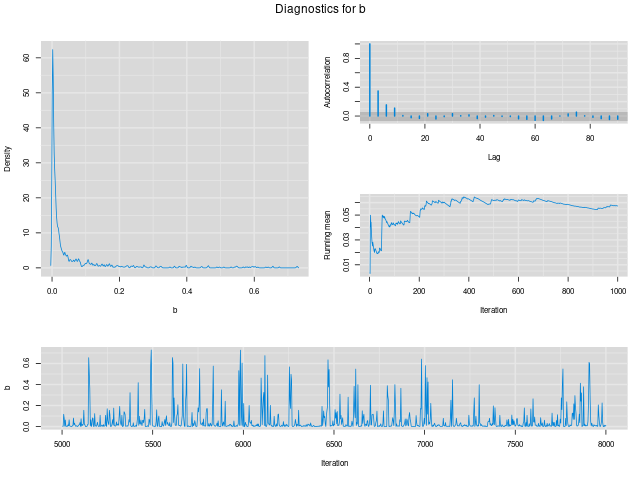 Diagnostics for b
Density
60
50
40
30
20
10
0
0.0 0.2 0.4 0.6
b
Autocorrelation
0.8
0.4
0.0
0 20 40 60 80
Lag
Running mean
0.05
0.03
0.01
0 200 400 600 800 1000
Iteration
b
0.6
0.4
0.2
0.0
5000 5500 6000 6500 7000 7500 8000
Iteration